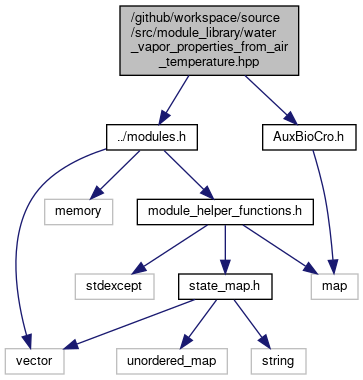 /github/workspace/source
/src/module_library/water
_vapor_properties_from_air
_temperature.hpp
../modules.h
AuxBioCro.h
memory
module_helper_functions.h
stdexcept
state_map.h
map
vector
unordered_map
string